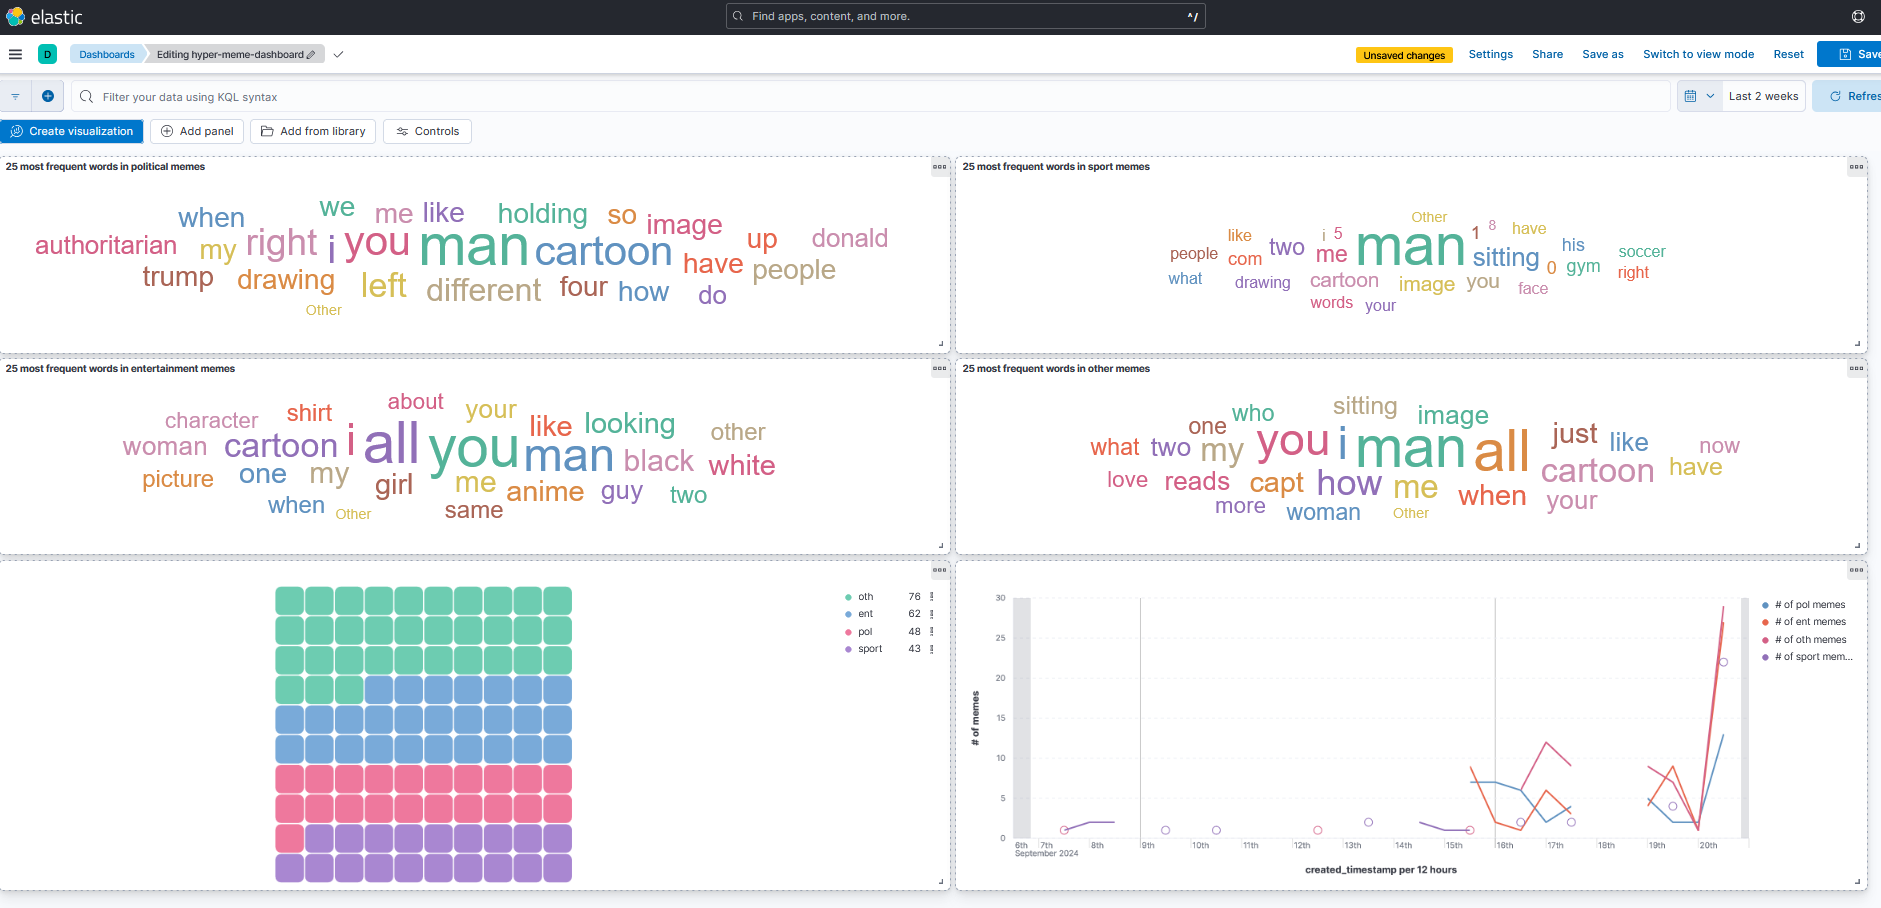 elastic
Find apps, content, and more.
^/
D
Dashboards
Editing hyper-meme-dashboard
Unsaved changes
Settings
Share
Save as
Switch to view mode
Reset
Save
Filter your data using KQL syntax
Last 2 weeks
Refres
Create visualization
Add panel
Add from library
Controls
25 most frequent words in political memes
when we me like holding so image
authoritarian my right i you man cartoon have up donald
trump drawing left different four how do people
Other
25 most frequent words in sport memes
Other
people like two i 5 me man 1 8 have his soccer
what com drawing cartoon image you sitting 0 gym right
words your face
25 most frequent words in entertainment memes
character shirt about your like looking other
woman cartoon i all you man black white
picture one my girl me anime guy two
when Other same
25 most frequent words in other memes
one who sitting image just like now
what two my you i man all cartoon have
love reads capt how me when your
more woman Other
oth 76
ent 62
pol 48
sport 43
# of memes
30
25
20
15
10
5
0
6th 7th 8th 9th 10th 11th 12th 13th 14th 15th 16th 17th 18th 19th 20th
September 2024
created_timestamp per 12 hours
# of pol memes
# of ent memes
# of oth memes
# of sport mem...